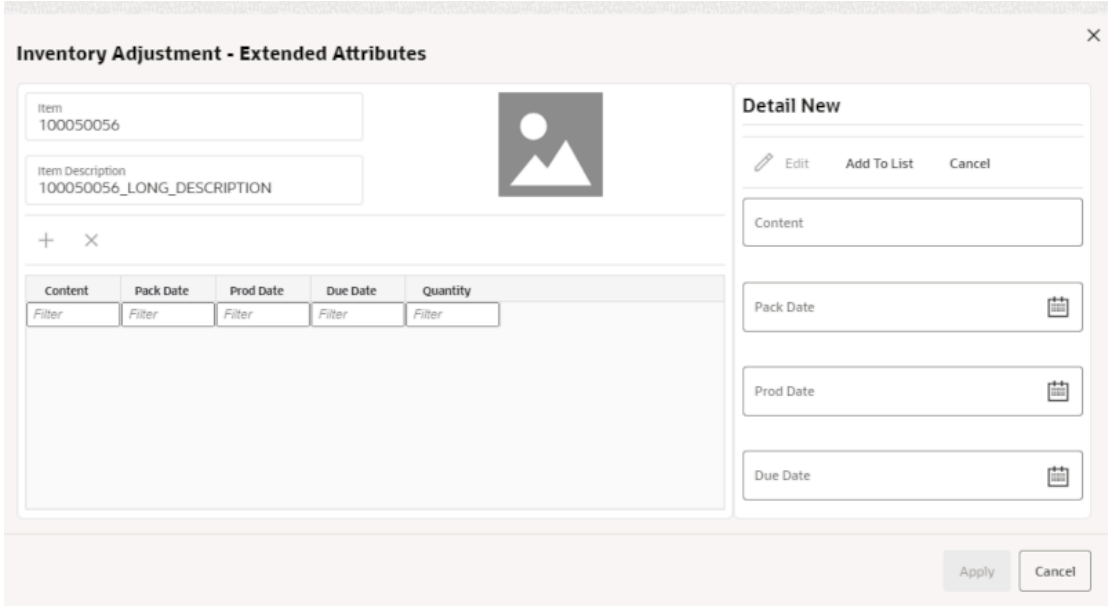 Inventory Adjustment - Extended Attributes
Item
100050056
Item Description
100050056_LONG_DESCRIPTION
Content Pack Date Prod Date Due Date Quantity
Filter Filter Filter Filter Filter
Detail New
Edit Add To List Cancel
Content
Pack Date
Prod Date
Due Date
Apply Cancel